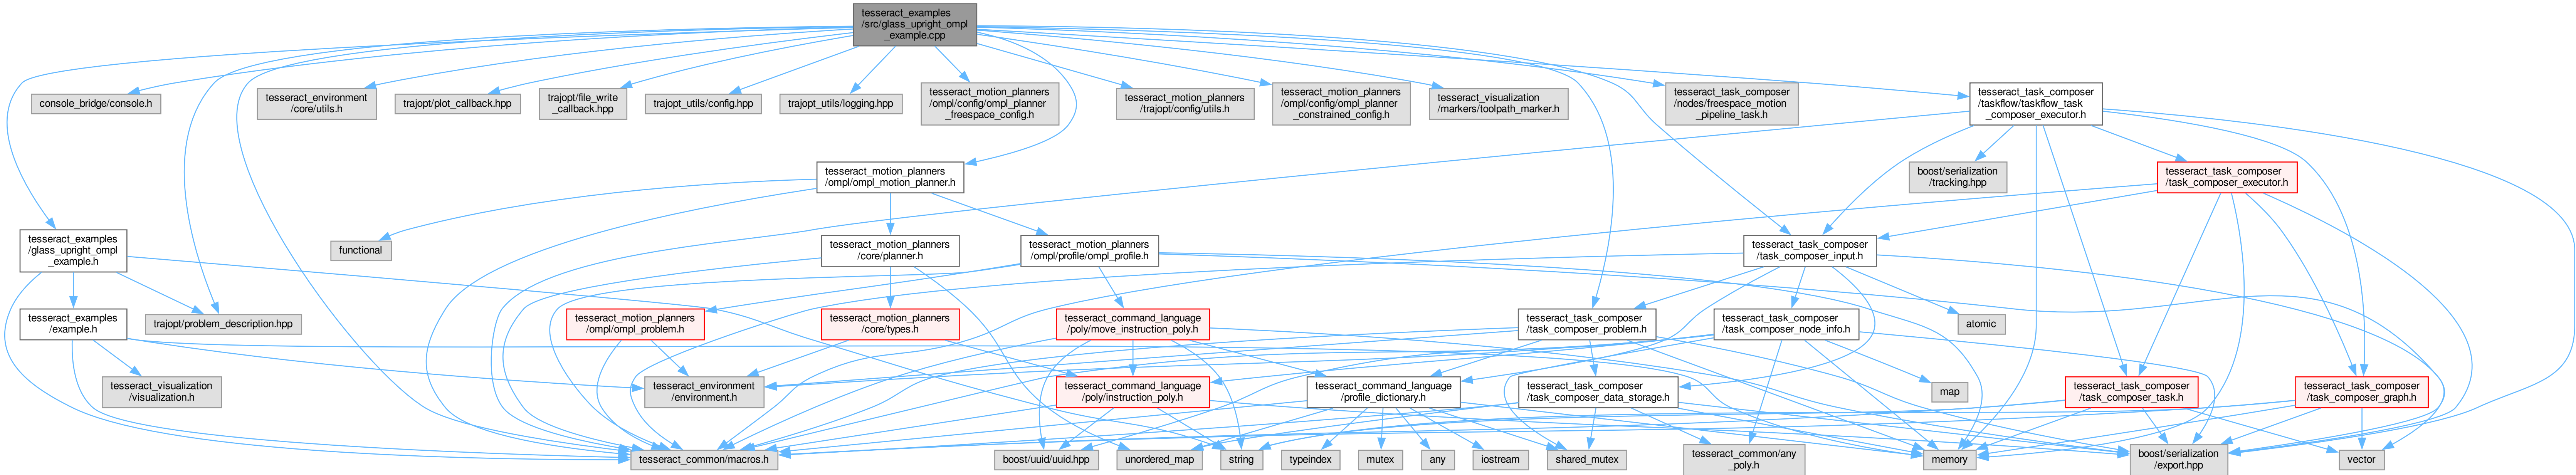 tesseract_examples
/src/glass_upright_ompl
_example.cpp
console_bridge/console.h
tesseract_environment
/core/utils.h
trajopt/plot_callback.hpp
trajopt/file_write
_callback.hpp
trajopt_utils/config.hpp
trajopt_utils/logging.hpp
tesseract_motion_planners
/ompl/config/ompl_planner
_freespace_config.h
tesseract_motion_planners
/trajopt/config/utils.h
tesseract_motion_planners
/ompl/config/ompl_planner
_constrained_config.h
tesseract_visualization
/markers/toolpath_marker.h
tesseract_task_composer
/nodes/freespace_motion
_pipeline_task.h
tesseract_task_composer
/taskflow/taskflow_task
_composer_executor.h
tesseract_motion_planners
/ompl/ompl_motion_planner.h
boost/serialization
/tracking.hpp
tesseract_task_composer
/task_composer_executor.h
tesseract_examples
/glass_upright_ompl
_example.h
functional
tesseract_motion_planners
/core/planner.h
tesseract_motion_planners
/ompl/profile/ompl_profile.h
tesseract_task_composer
/task_composer_input.h
tesseract_examples
/example.h
trajopt/problem_description.hpp
tesseract_motion_planners
/ompl/ompl_problem.h
tesseract_motion_planners
/core/types.h
tesseract_command_language
/poly/move_instruction_poly.h
tesseract_task_composer
/task_composer_problem.h
tesseract_task_composer
/task_composer_node_info.h
atomic
tesseract_visualization
/visualization.h
tesseract_environment
/environment.h
tesseract_command_language
/poly/instruction_poly.h
tesseract_command_language
/profile_dictionary.h
tesseract_task_composer
/task_composer_data_storage.h
map
tesseract_task_composer
/task_composer_task.h
tesseract_task_composer
/task_composer_graph.h
tesseract_common/macros.h
boost/uuid/uuid.hpp
unordered_map
string
typeindex
mutex
any
iostream
shared_mutex
tesseract_common/any
_poly.h
memory
boost/serialization
/export.hpp
vector